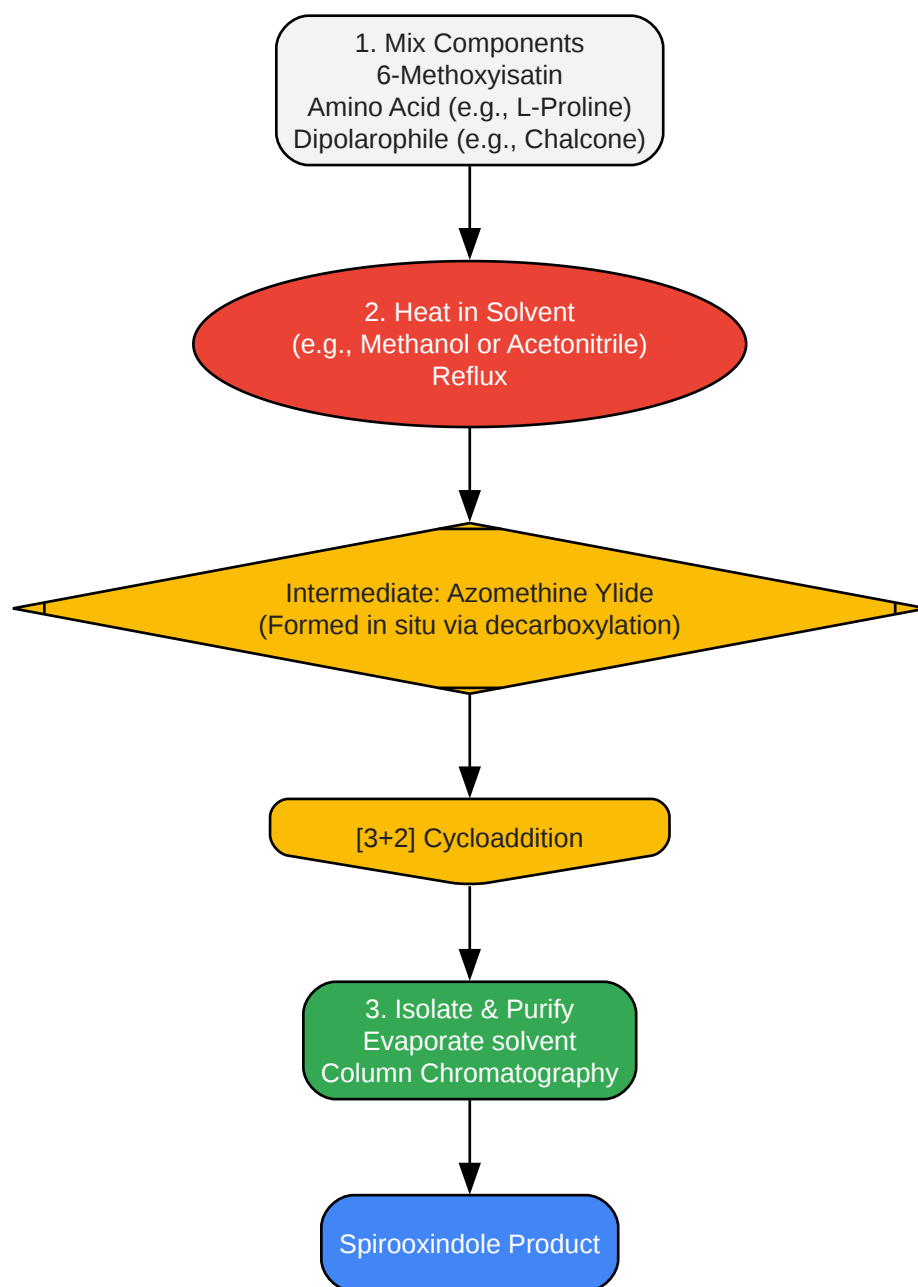 1. Mix Components
6-Methoxyisatin
Amino Acid (e.g., L-Proline)
Dipolarophile (e.g., Chalcone)
2. Heat in Solvent
(e.g., Methanol or Acetonitrile)
Reflux
Intermediate: Azomethine Ylide
(Formed in situ via decarboxylation)
[3+2] Cycloaddition
3. Isolate & Purify
Evaporate solvent
Column Chromatography
Spirooxindole Product